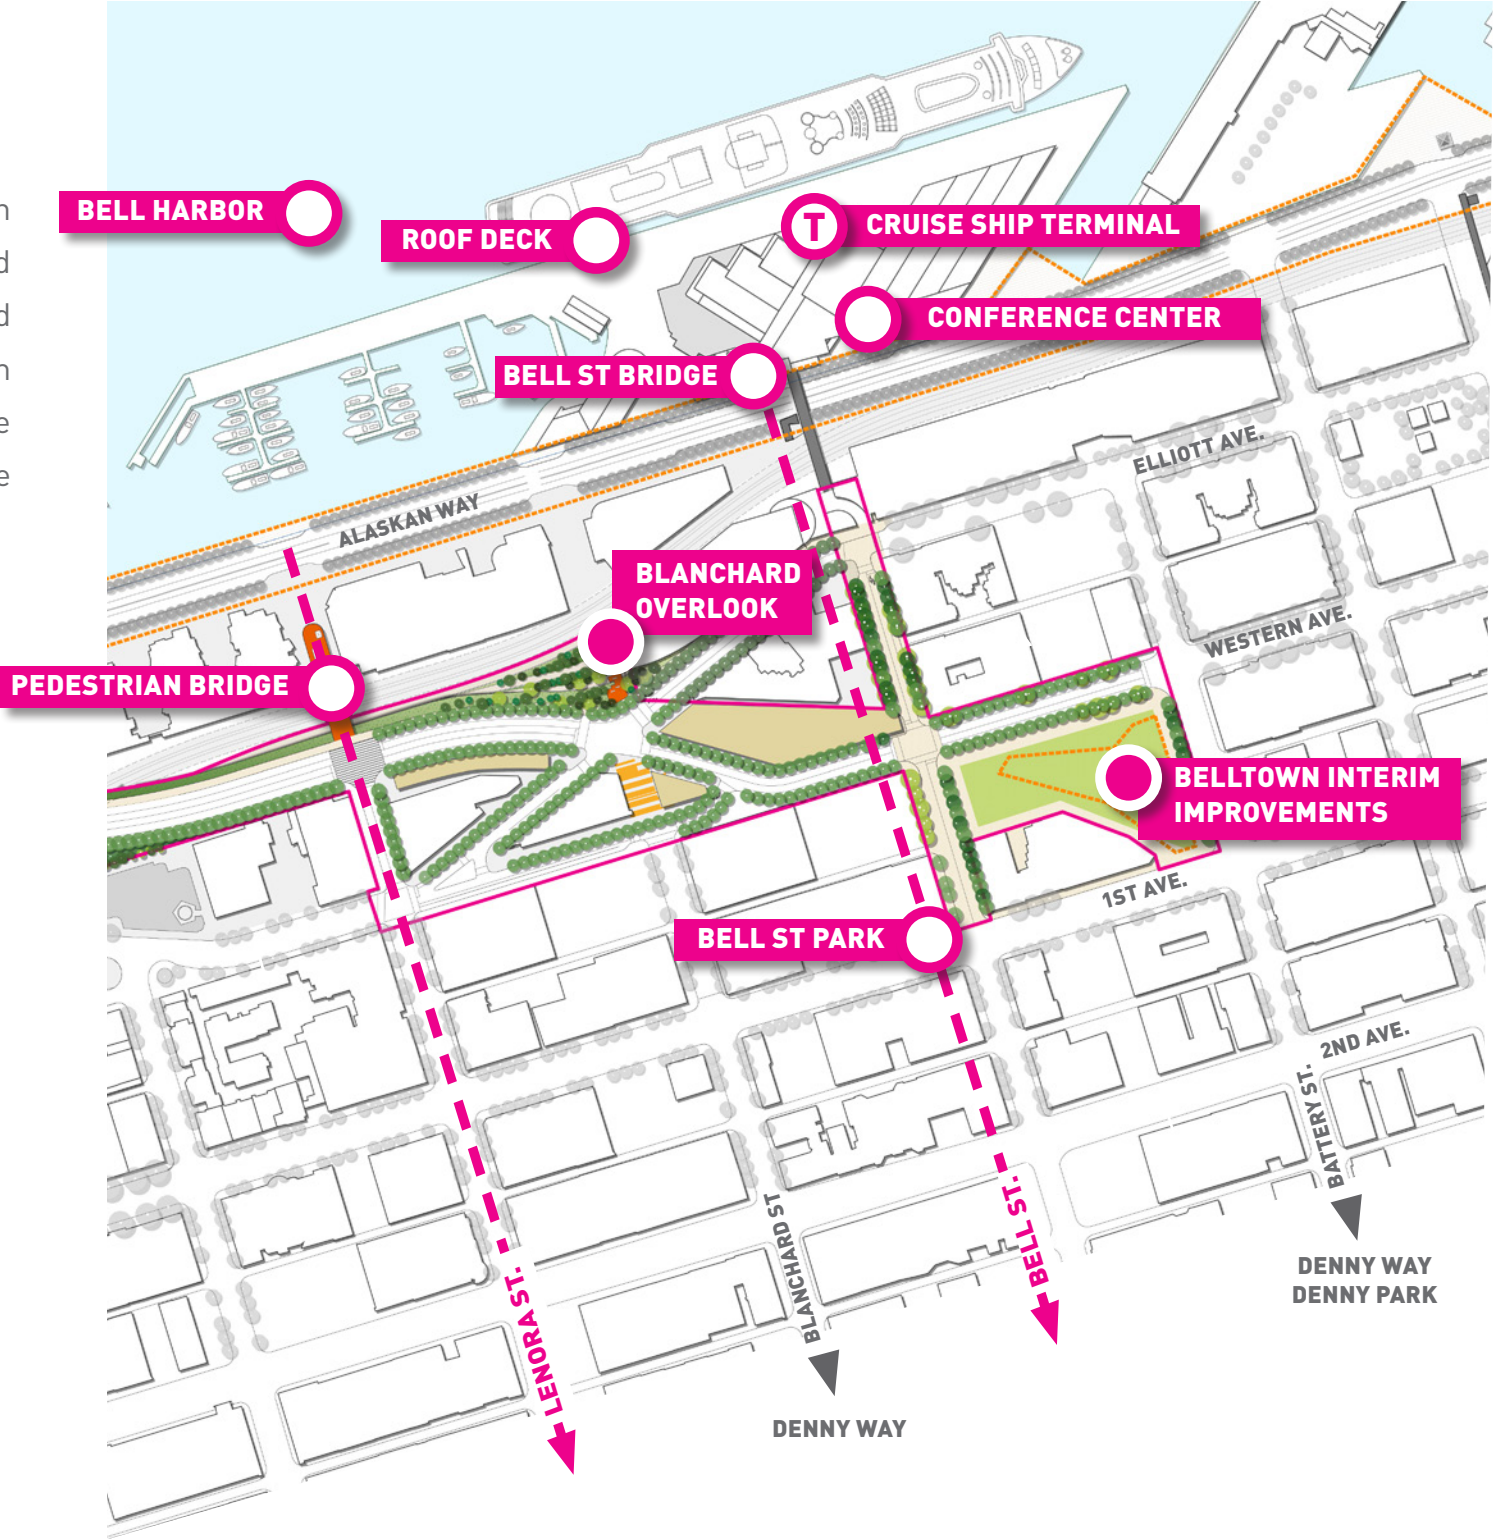 n
d
d
n
e
e
BELL HARBOR
ROOF DECK
T
CRUISE SHIP TERMINAL
CONFERENCE CENTER
BELL ST BRIDGE
ELLIOTT AVE.
ALASKAN WAY
BLANCHARD
OVERLOOK
WESTERN AVE.
PEDESTRIAN BRIDGE
BELLTOWN INTERIM
IMPROVEMENTS
1ST AVE.
BELL ST PARK
2ND AVE.
BATTERY ST.
BLANCHARD ST
BELL ST.
LENORA ST.
DENNY WAY
DENNY PARK
DENNY WAY